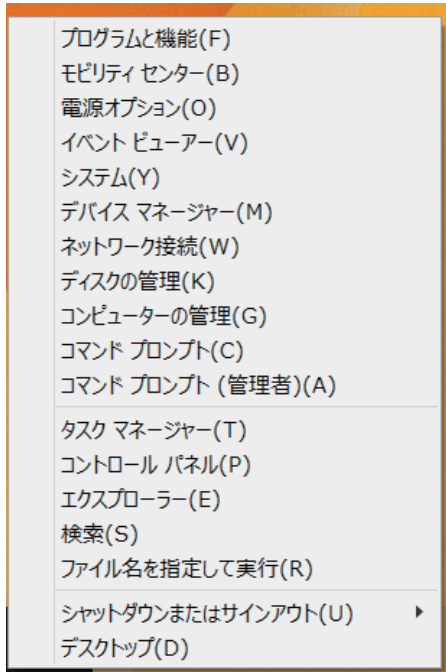 プログラムと機能(F)
モビリティ センター(B)
電源オプション(O)
イベント ビューアー(V)
システム(Y)
デバイス マネージャー(M)
ネットワーク接続(W)
ディスクの管理(K)
コンピューターの管理(G)
コマンド プロンプト(C)
コマンド プロンプト (管理者)(A)
タスク マネージャー(T)
コントロール パネル(P)
エクスプローラー(E)
検索(S)
ファイル名を指定して実行(R)
シャットダウンまたはサインアウト(U)
デスクトップ(D)